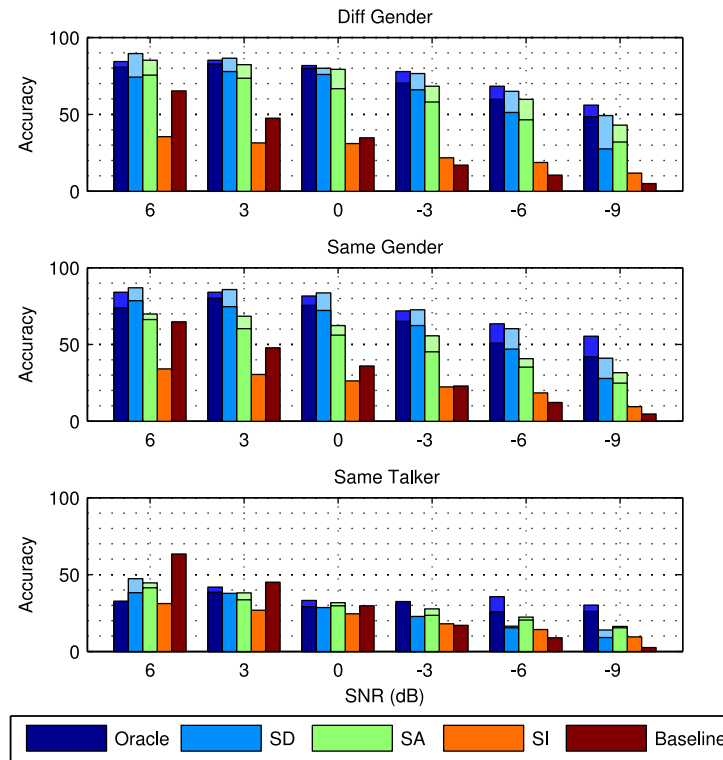 Diff Gender
100
50
0
Accuracy
6 3 0 -3 -6 -9
Same Gender
100
50
0
Accuracy
6 3 0 -3 -6 -9
Same Talker
100
50
0
Accuracy
6 3 0 -3 -6 -9
SNR (dB)
Oracle SD SA SI Baseline